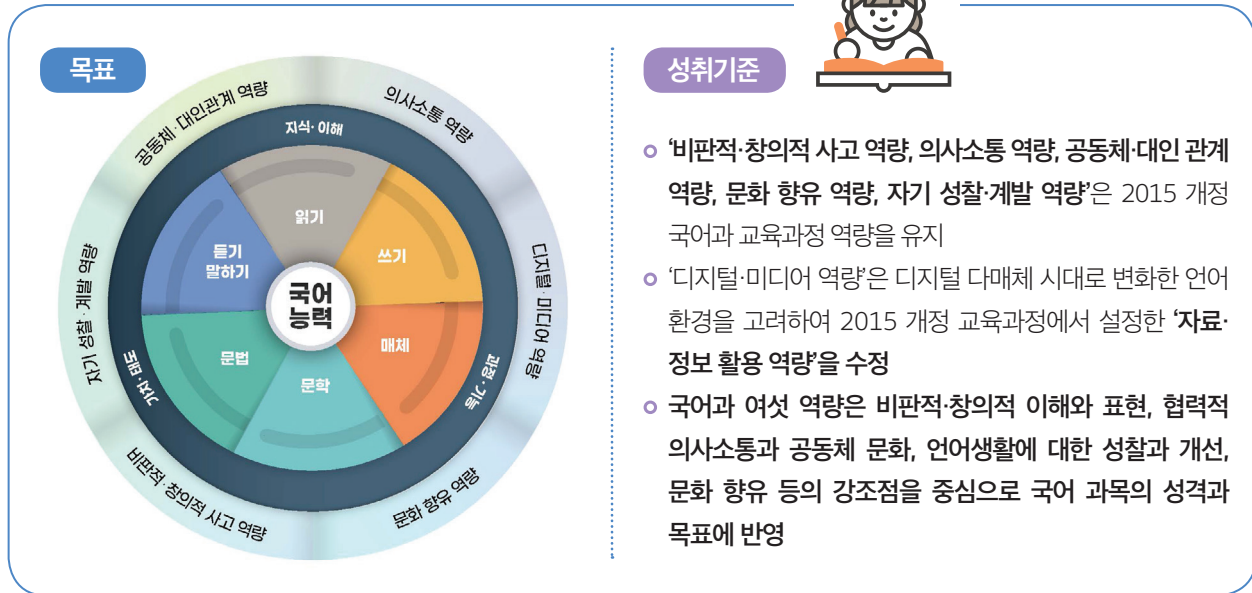 목표
공동체·대인관계 역량
의사소통 역량
디지털·미디어 역량
문화 향유 역량
비판적·창의적 사고 역량
자기 성찰·계발 역량
지식·이해
과정·기능
가치·태도
읽기
쓰기
매체
문학
문법
듣기
말하기
국어
능력
성취기준
‘비판적·창의적 사고 역량, 의사소통 역량, 공동체·대인 관계
역량, 문화 향유 역량, 자기 성찰·계발 역량’은 2015 개정
국어과 교육과정 역량을 유지
‘디지털·미디어 역량’은 디지털 다매체 시대로 변화한 언어
환경을 고려하여 2015 개정 교육과정에서 설정한 ‘자료·
정보 활용 역량’을 수정
국어과 여섯 역량은 비판적·창의적 이해와 표현, 협력적
의사소통과 공동체 문화, 언어생활에 대한 성찰과 개선,
문화 향유 등의 강조점을 중심으로 국어 과목의 성격과
목표에 반영